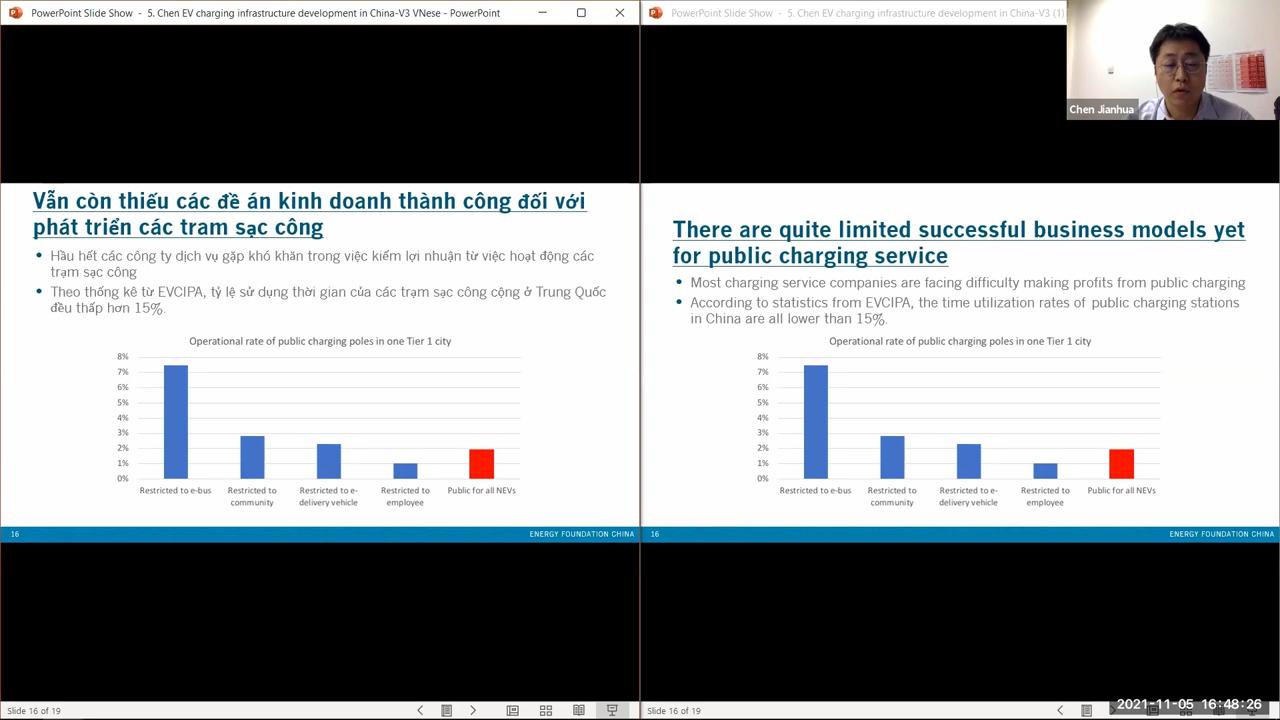 PowerPoint Slide Show - 5. Chen EV charging infrastructure development in China-V3 VNese - PowerPoint
Vẫn còn thiếu các đề án kinh doanh thành công đối với
phát triển các trạm sạc công
• Hầu hết các công ty dịch vụ gặp khó khăn trong việc kiếm lợi nhuận từ việc hoạt động các
trạm sạc công
• Theo thống kê từ EVCIPA, tỷ lệ sử dụng thời gian của các trạm sạc công cộng ở Trung Quốc
đều thấp hơn 15%.
Operational rate of public charging poles in one Tier 1 city
8%
7%
6%
5%
4%
3%
2%
1%
0%
Restricted to e-bus
Restricted to
community
Restricted to e-
delivery vehicle
Restricted to
employee
Public for all NEVs
16
ENERGY FOUNDATION CHINA
Slide 16 of 19
PowerPoint Slide Show - 5. Chen EV charging infrastructure development in China-V3 (1)
Chen Jianhua
There are quite limited successful business models yet
for public charging service
• Most charging service companies are facing difficulty making profits from public charging
• According to statistics from EVCIPA, the time utilization rates of public charging stations
in China are all lower than 15%.
Operational rate of public charging poles in one Tier 1 city
8%
7%
6%
5%
4%
3%
2%
1%
0%
Restricted to e-bus
Restricted to
community
Restricted to e-
delivery vehicle
Restricted to
employee
Public for all NEVs
16
ENERGY FOUNDATION CHINA
Slide 16 of 19
2021-11-05 16:48:26